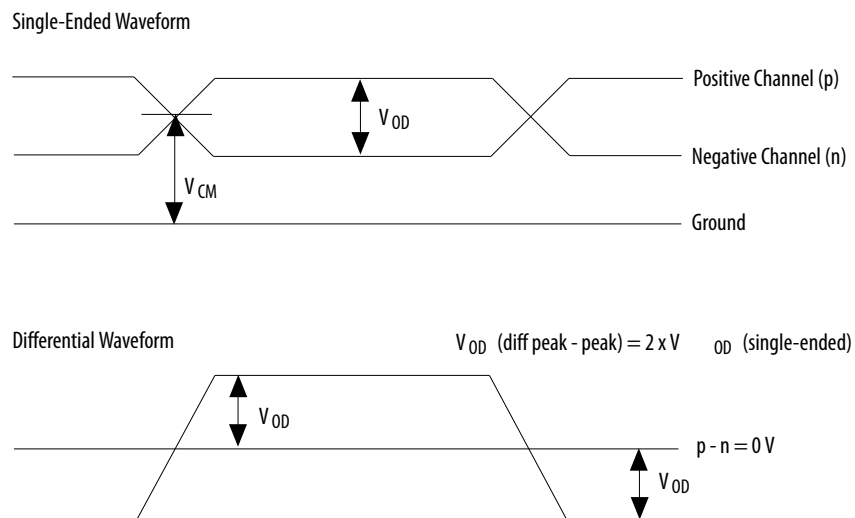 Single-Ended Waveform
Positive Channel (p)
V OD
Negative Channel (n)
V CM
Ground
Differential Waveform
V OD (diff peak - peak) = 2 x V OD (single-ended)
V OD
p - n = 0 V
V OD